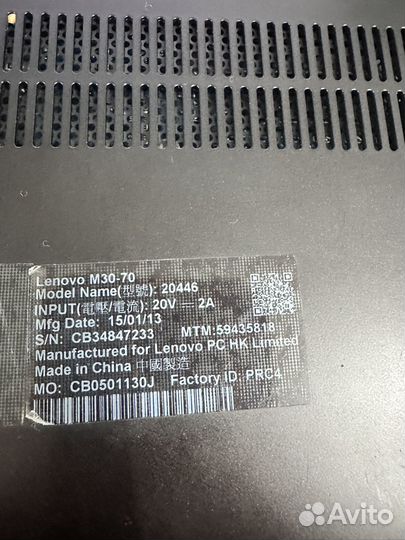 Lenovo M30-70
Model Name(型號): 20446
INPUT(電壓/電流): 20V ⎓ 2A
Mfg Date: 15/01/13
S/N: CB34847233 MTM:59435818
Manufactured for Lenovo PC HK Limited
Made in China 中國製造
MO: CB0501130J Factory ID: PRC4
Avito